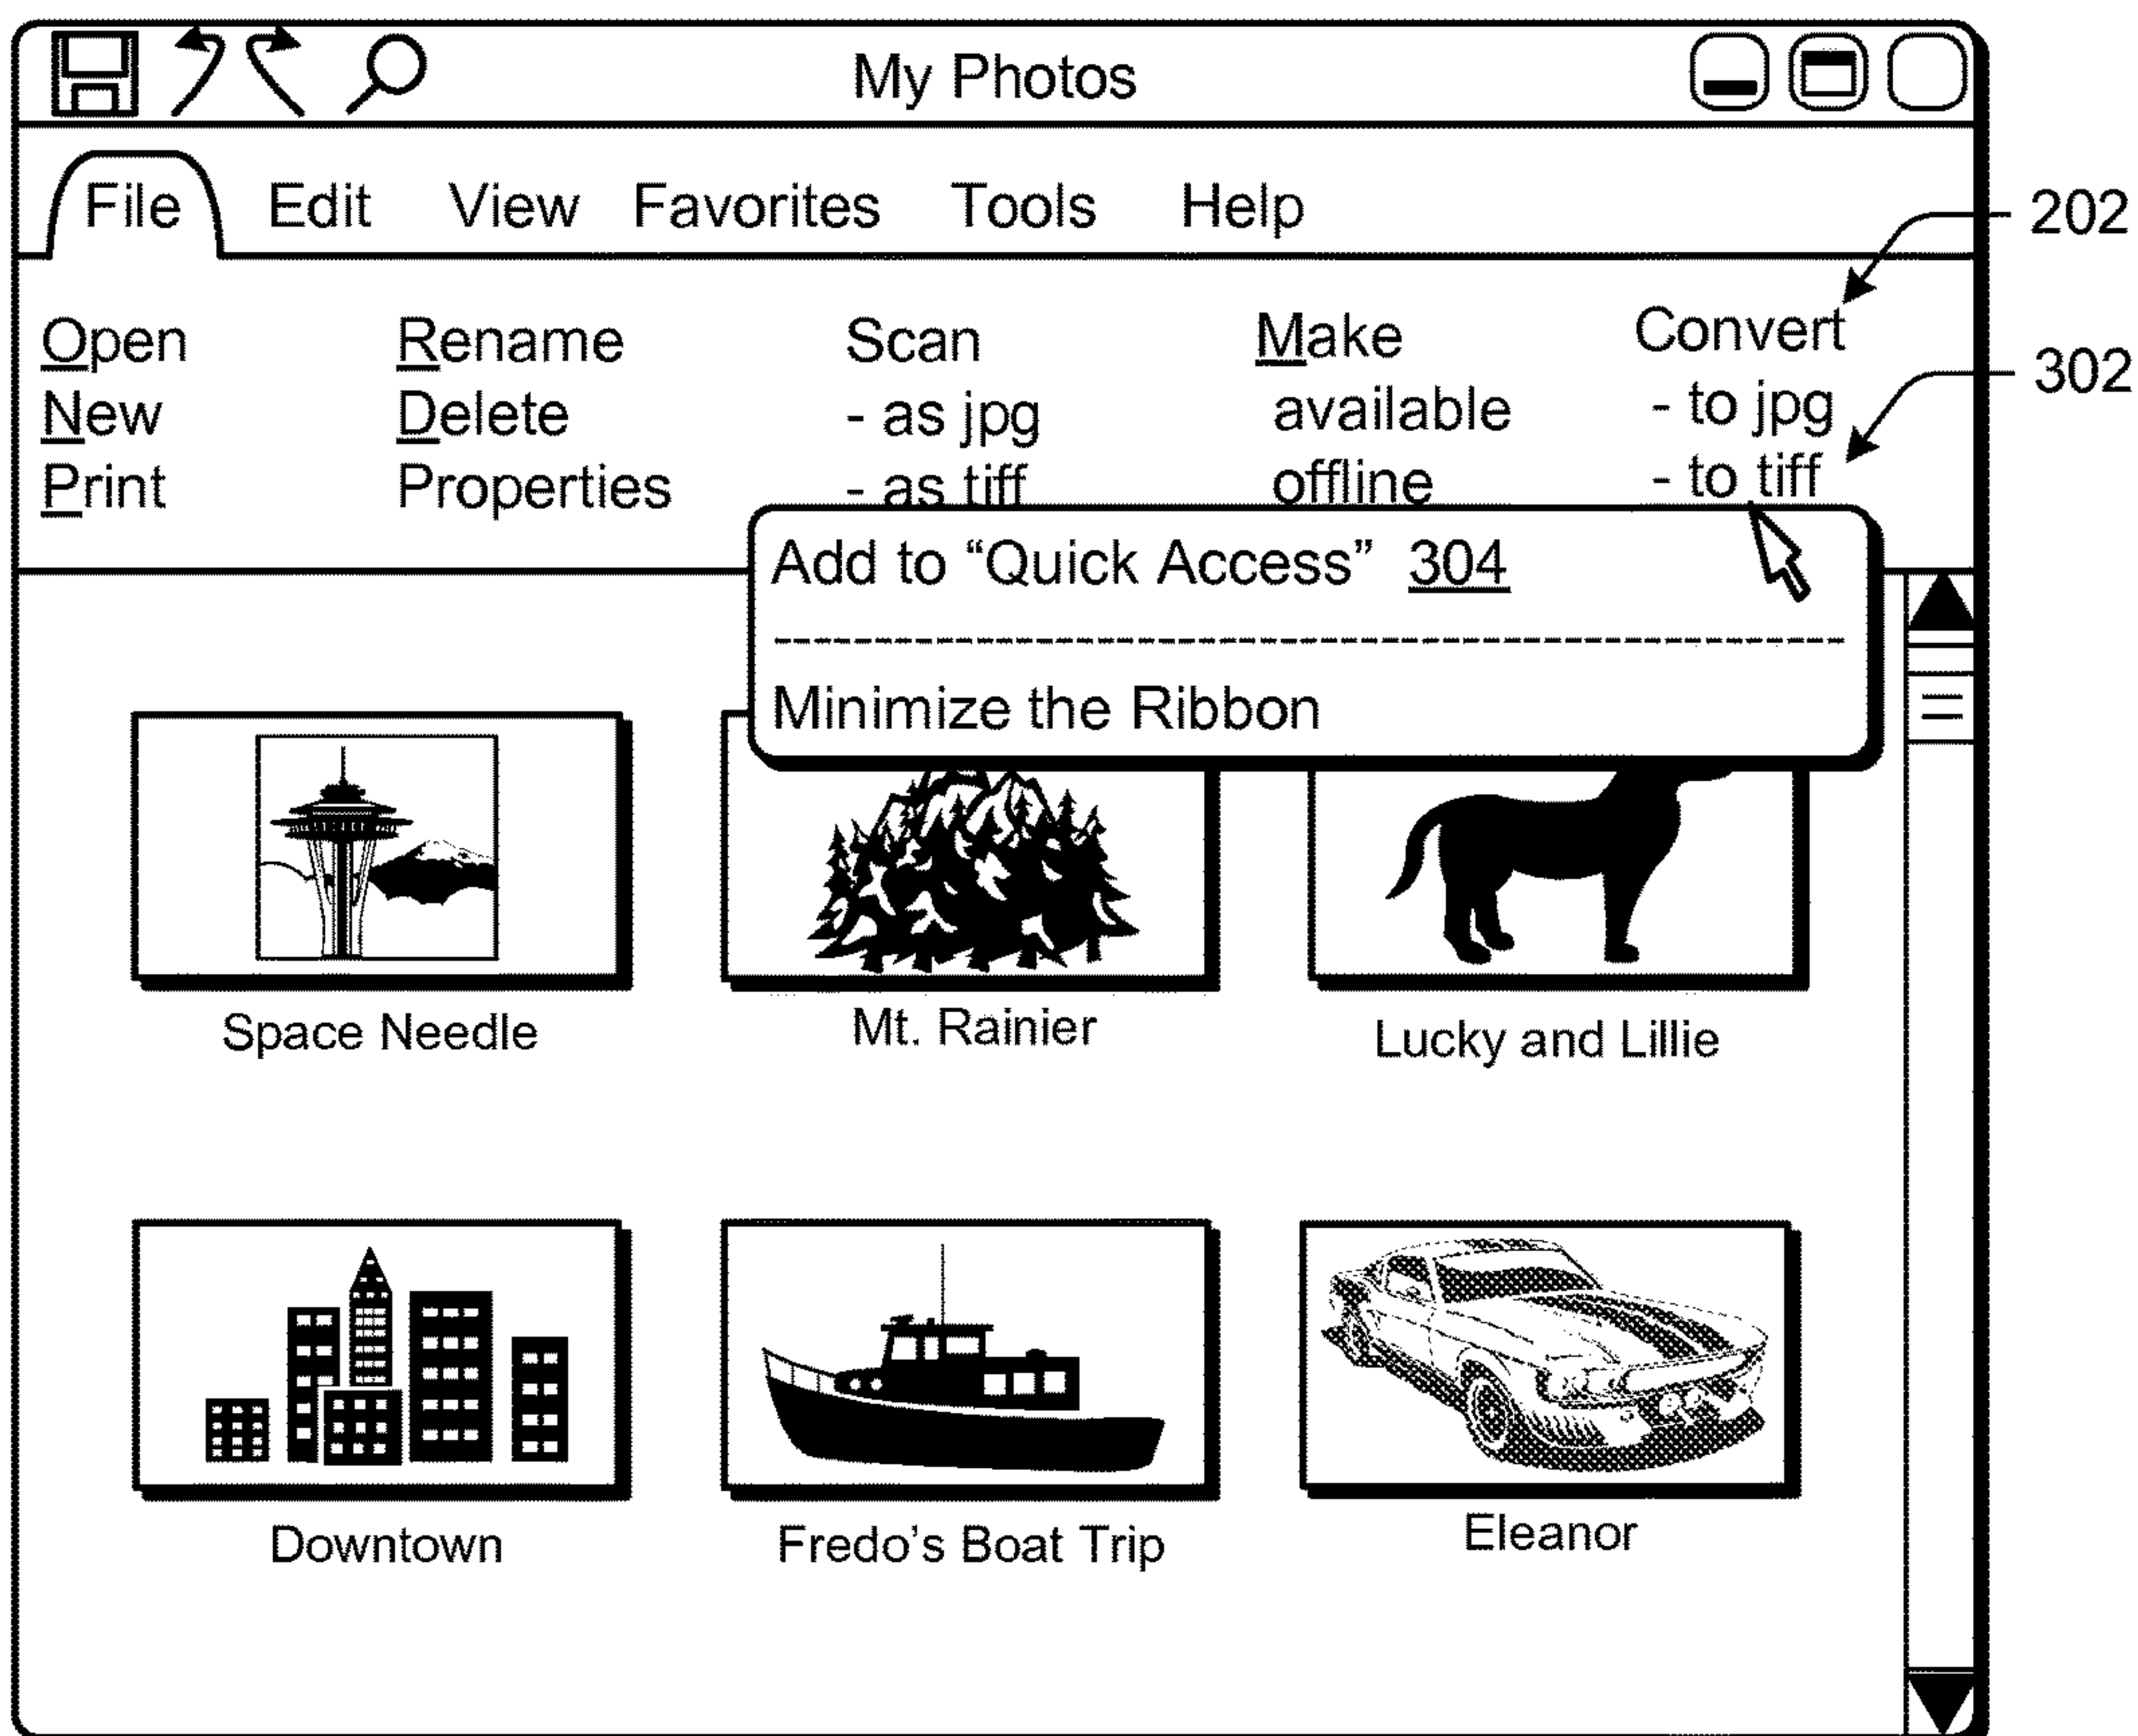 My Photos
File Edit View Favorites Tools Help
202
Open Rename Scan Make Convert
302
New Delete - as jpg available - to jpg
Print Properties - as tiff offline - to tiff
Add to “Quick Access” 304
Minimize the Ribbon
Space Needle Mt. Rainier Lucky and Lillie
Downtown Fredo’s Boat Trip Eleanor